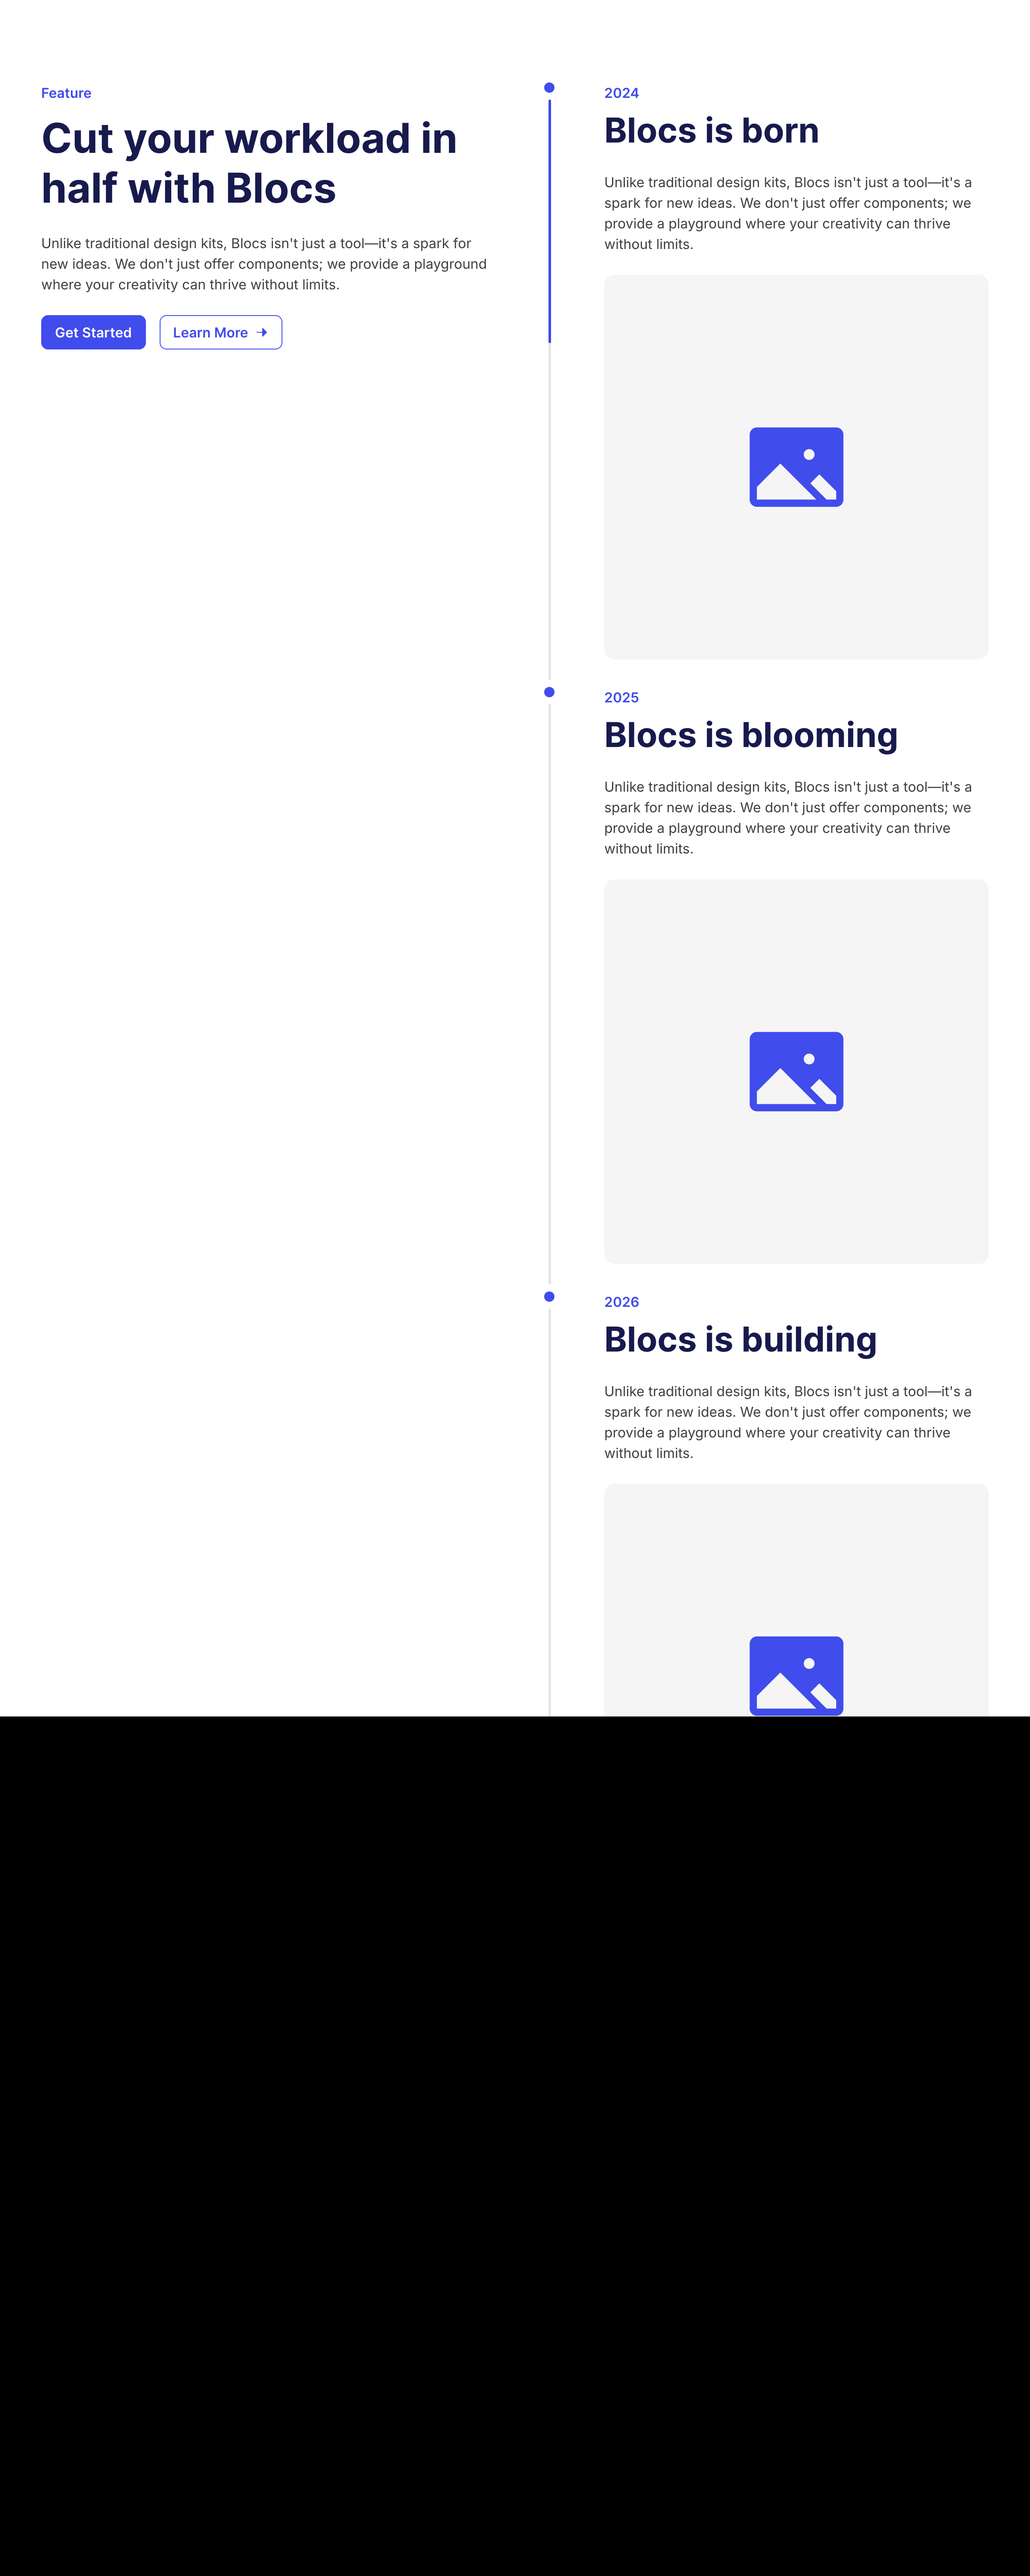 Feature
Cut your workload in
half with Blocs
Unlike traditional design kits, Blocs isn't just a tool—it's a spark for
new ideas. We don't just offer components; we provide a playground
where your creativity can thrive without limits.
Get Started
Learn More
2024
Blocs is born
Unlike traditional design kits, Blocs isn't just a tool—it's a
spark for new ideas. We don't just offer components; we
provide a playground where your creativity can thrive
without limits.
2025
Blocs is blooming
Unlike traditional design kits, Blocs isn't just a tool—it's a
spark for new ideas. We don't just offer components; we
provide a playground where your creativity can thrive
without limits.
2026
Blocs is building
Unlike traditional design kits, Blocs isn't just a tool—it's a
spark for new ideas. We don't just offer components; we
provide a playground where your creativity can thrive
without limits.